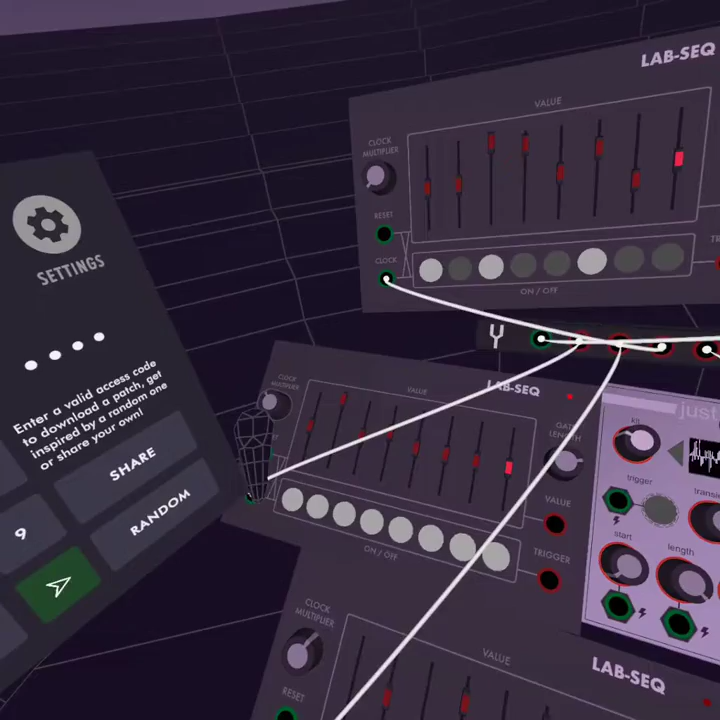 SETTINGS
Enter a valid access code
to download a patch, get
inspired by a random one
or share your own!
SHARE
9
RANDOM
LAB-SEQ
VALUE
CLOCK
MULTIPLIER
RESET
CLOCK
ON / OFF
LAB-SEQ
CLOCK
MULTIPLIER
VALUE
GATE
LENGTH
VALUE
TRIGGER
ON / OFF
just
trigger
start
length
CLOCK
MULTIPLIER
VALUE
LAB-SEQ
RESET